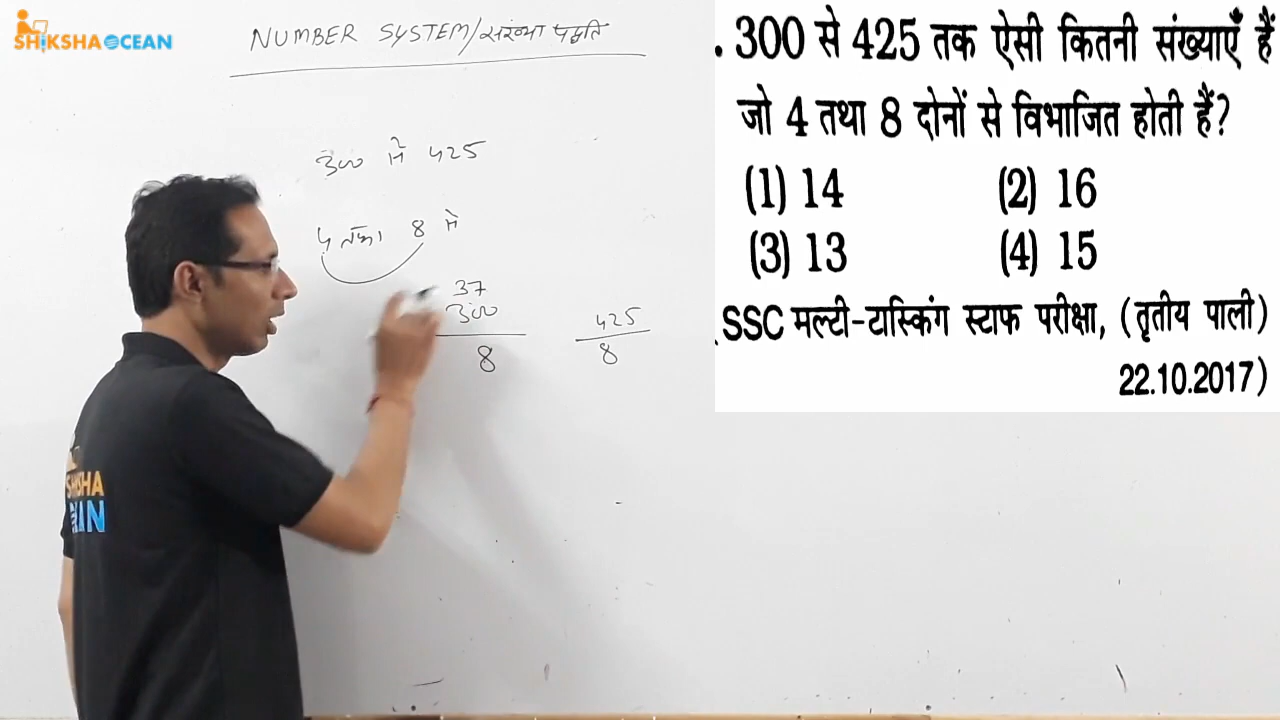 SHIKSHA OCEAN
NUMBER SYSTEM/संख्या पद्धति
300 से 425
4 तथा 8 से
37
300
8
425
8
. 300 से 425 तक ऐसी कितनी संख्याएँ हैं
जो 4 तथा 8 दोनों से विभाजित होती हैं?
(1) 14 (2) 16
(3) 13 (4) 15
SSC मल्टी-टास्किंग स्टाफ परीक्षा, (तृतीय पाली)
22.10.2017)
SHIKSHA